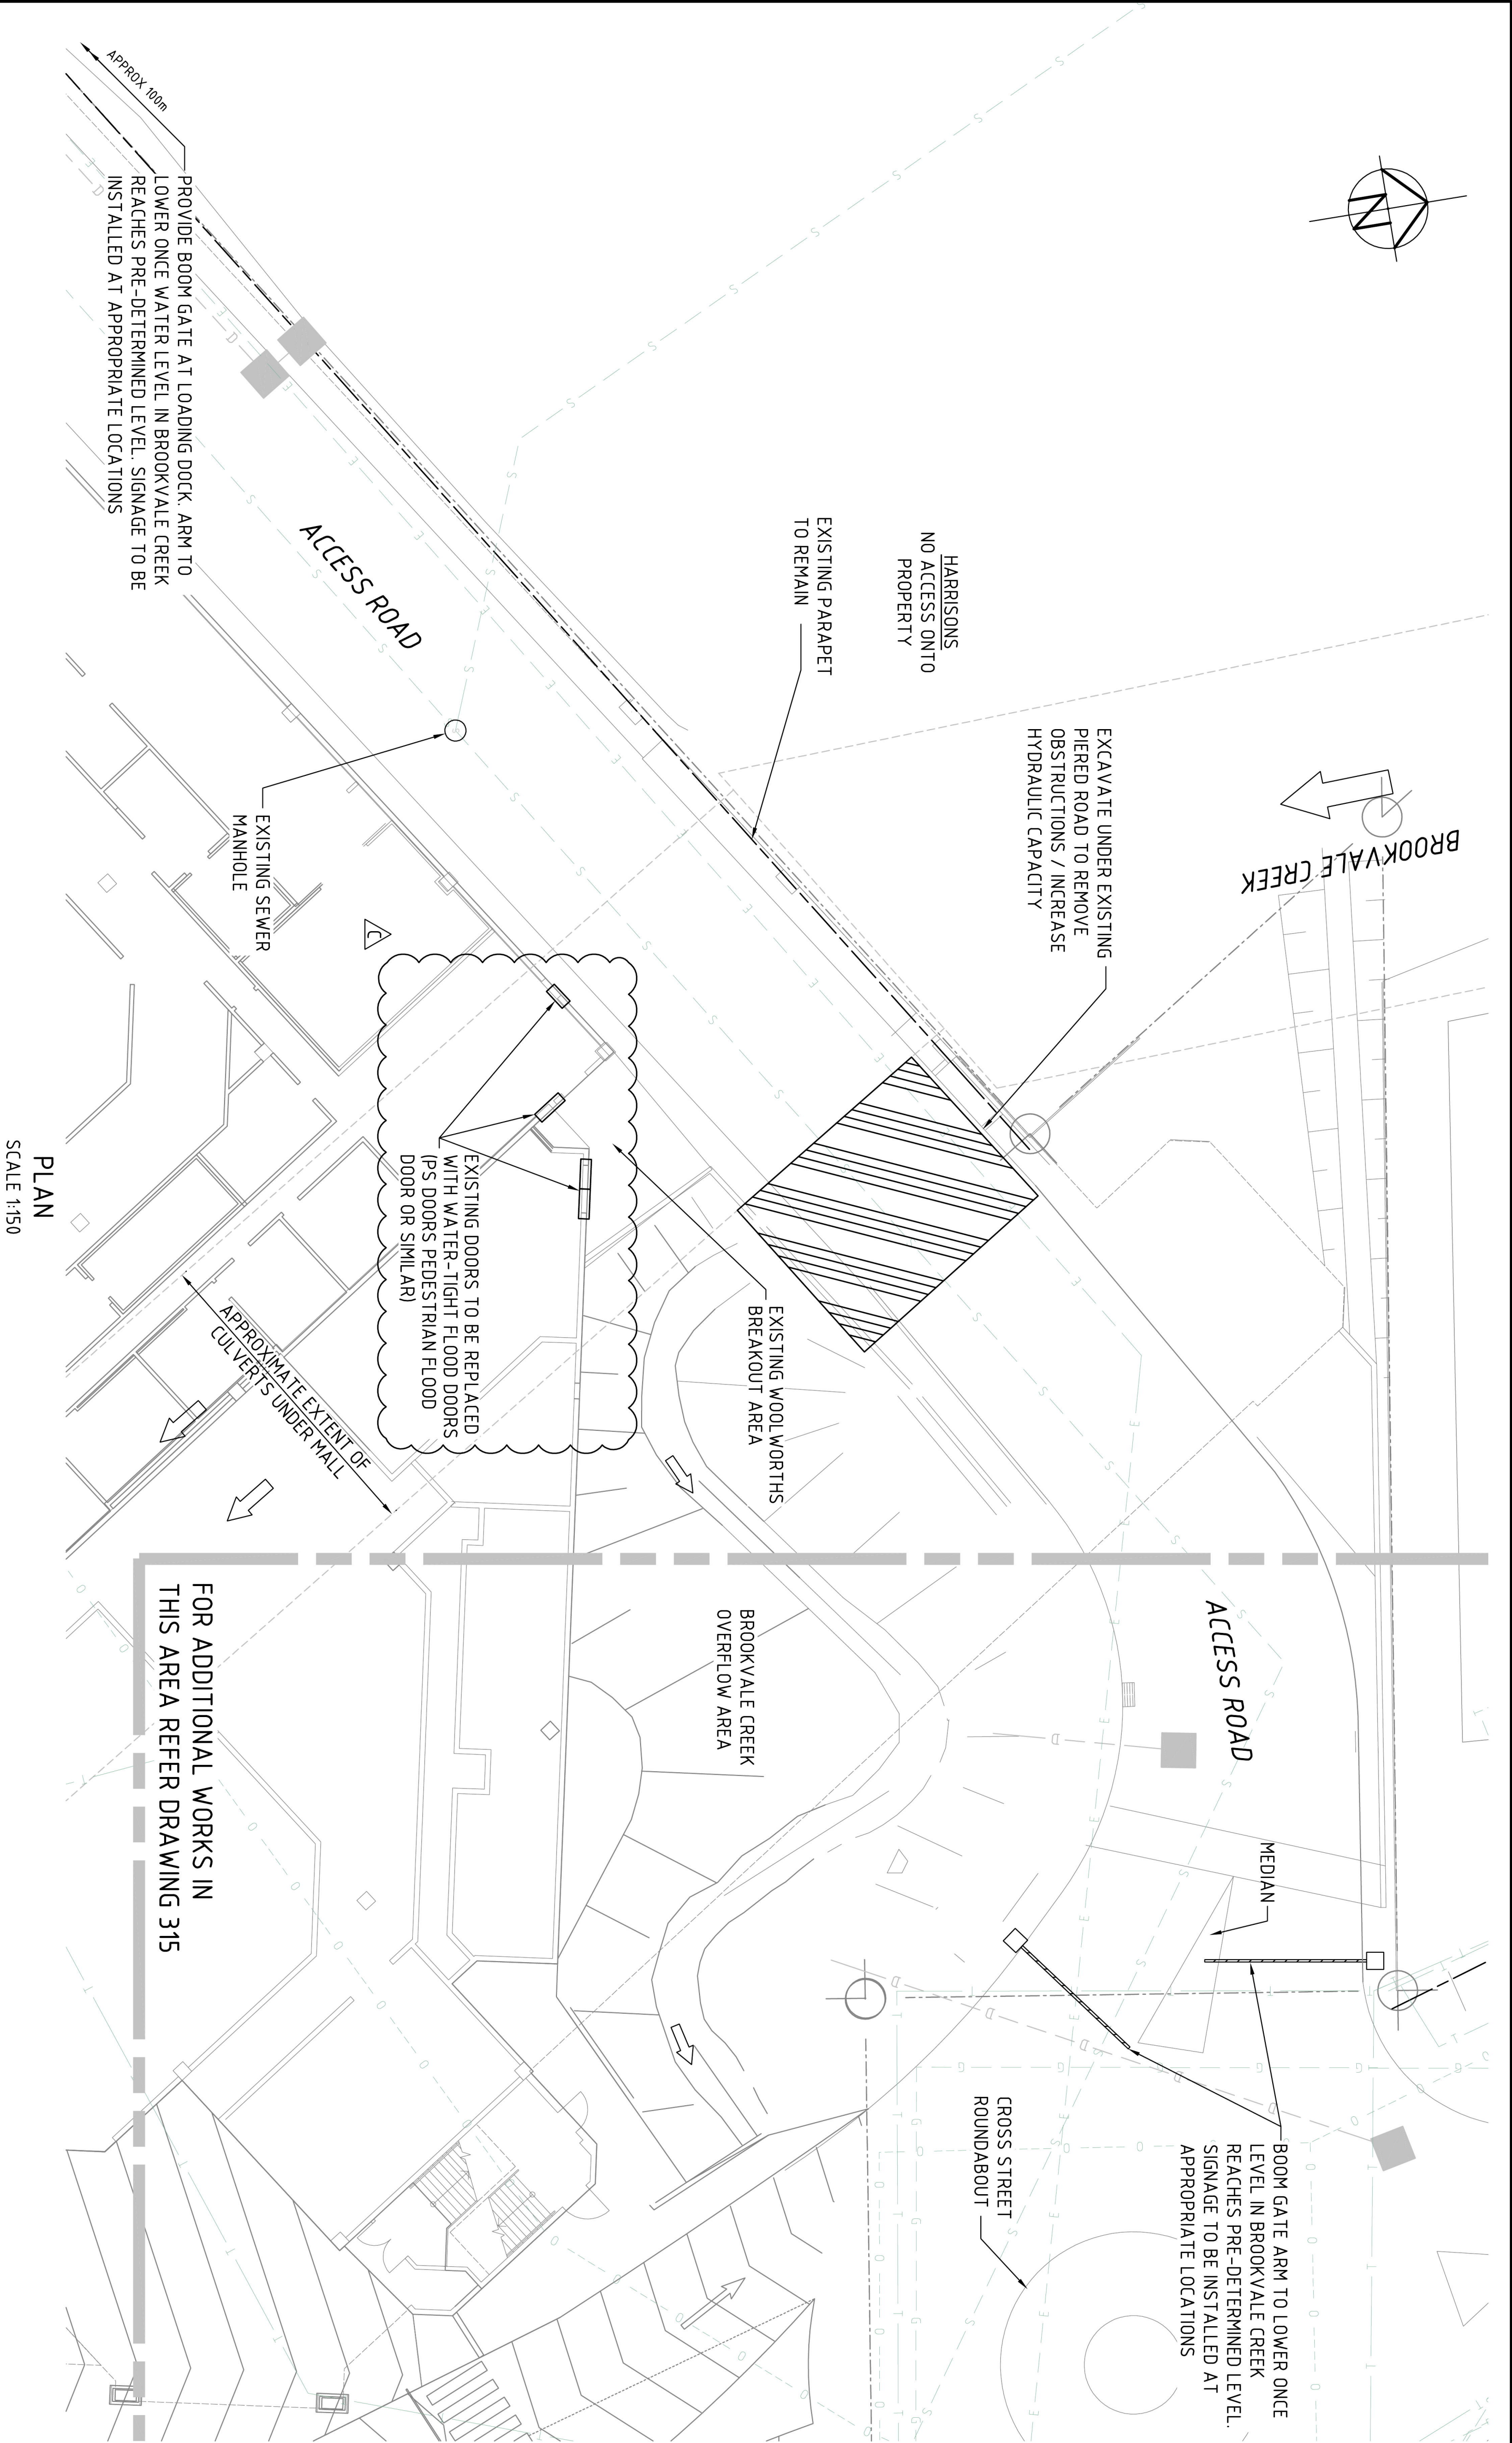 N
BROOKVALE CREEK
HARRISONS
NO ACCESS ONTO
PROPERTY
EXISTING PARAPET
TO REMAIN
EXCAVATE UNDER EXISTING
PIERED ROAD TO REMOVE
OBSTRUCTIONS / INCREASE
HYDRAULIC CAPACITY
APPROX 100m
PROVIDE BOOM GATE AT LOADING DOCK. ARM TO
LOWER ONCE WATER LEVEL IN BROOKVALE CREEK
REACHES PRE-DETERMINED LEVEL. SIGNAGE TO BE
INSTALLED AT APPROPRIATE LOCATIONS
ACCESS ROAD
EXISTING SEWER
MANHOLE
C
EXISTING DOORS TO BE REPLACED
WITH WATER-TIGHT FLOOD DOORS
(PS DOORS PEDESTRIAN FLOOD
DOOR OR SIMILAR)
EXISTING WOOLWORTHS
BREAKOUT AREA
APPROXIMATE EXTENT OF
CULVERTS UNDER MALL
ACCESS ROAD
BROOKVALE CREEK
OVERFLOW AREA
MEDIAN
BOOM GATE ARM TO LOWER ONCE
LEVEL IN BROOKVALE CREEK
REACHES PRE-DETERMINED LEVEL.
SIGNAGE TO BE INSTALLED AT
APPROPRIATE LOCATIONS
CROSS STREET
ROUNDABOUT
FOR ADDITIONAL WORKS IN
THIS AREA REFER DRAWING 315
PLAN
SCALE 1:150